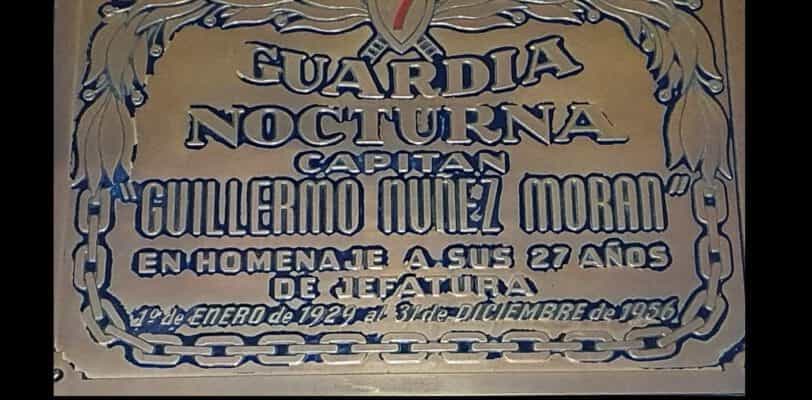 7
GUARDIA
NOCTURNA
CAPITAN
"GUILLERMO NUÑEZ MORAN"
EN HOMENAJE A SUS 27 AÑOS
DE JEFATURA
1º de ENERO de 1929 al 31 de DICIEMBRE de 1956